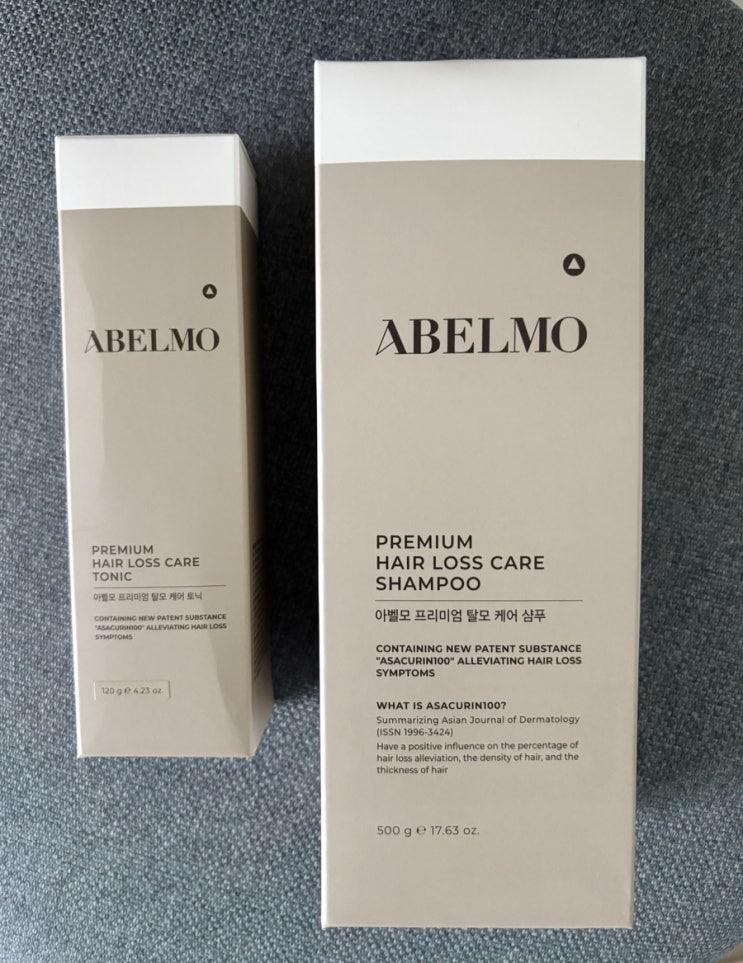 ABELMO
PREMIUM
HAIR LOSS CARE
TONIC
아벨모 프리미엄 탈모 케어 토닉
CONTAINING NEW PATENT SUBSTANCE
"ASACURIN100" ALLEVIATING HAIR LOSS
SYMPTOMS
120 g ℮ 4.23 oz.
ABELMO
PREMIUM
HAIR LOSS CARE
SHAMPOO
아벨모 프리미엄 탈모 케어 샴푸
CONTAINING NEW PATENT SUBSTANCE
"ASACURIN100" ALLEVIATING HAIR LOSS
SYMPTOMS
WHAT IS ASACURIN100?
Summarizing Asian Journal of Dermatology
(ISSN 1996-3424)
Have a positive influence on the percentage of
hair loss alleviation, the density of hair, and the
thickness of hair
500 g ℮ 17.63 oz.